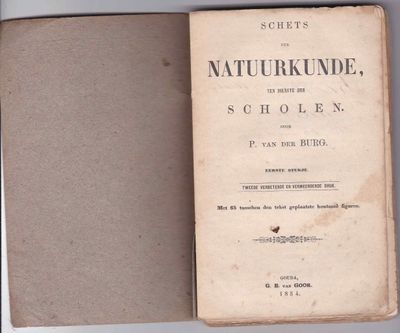 SCHETS
DER
NATUURKUNDE,
TEN DIENSTE DER
SCHOLEN.
DOOR
P. VAN DER BURG.
EERSTE STUKJE.
TWEEDE VERBETERDE EN VERMEERDERDE DRUK.
Met 65 tusschen den tekst geplaatste houtsneê figuren.
GOUDA,
G. B. VAN GOOR.
1854.